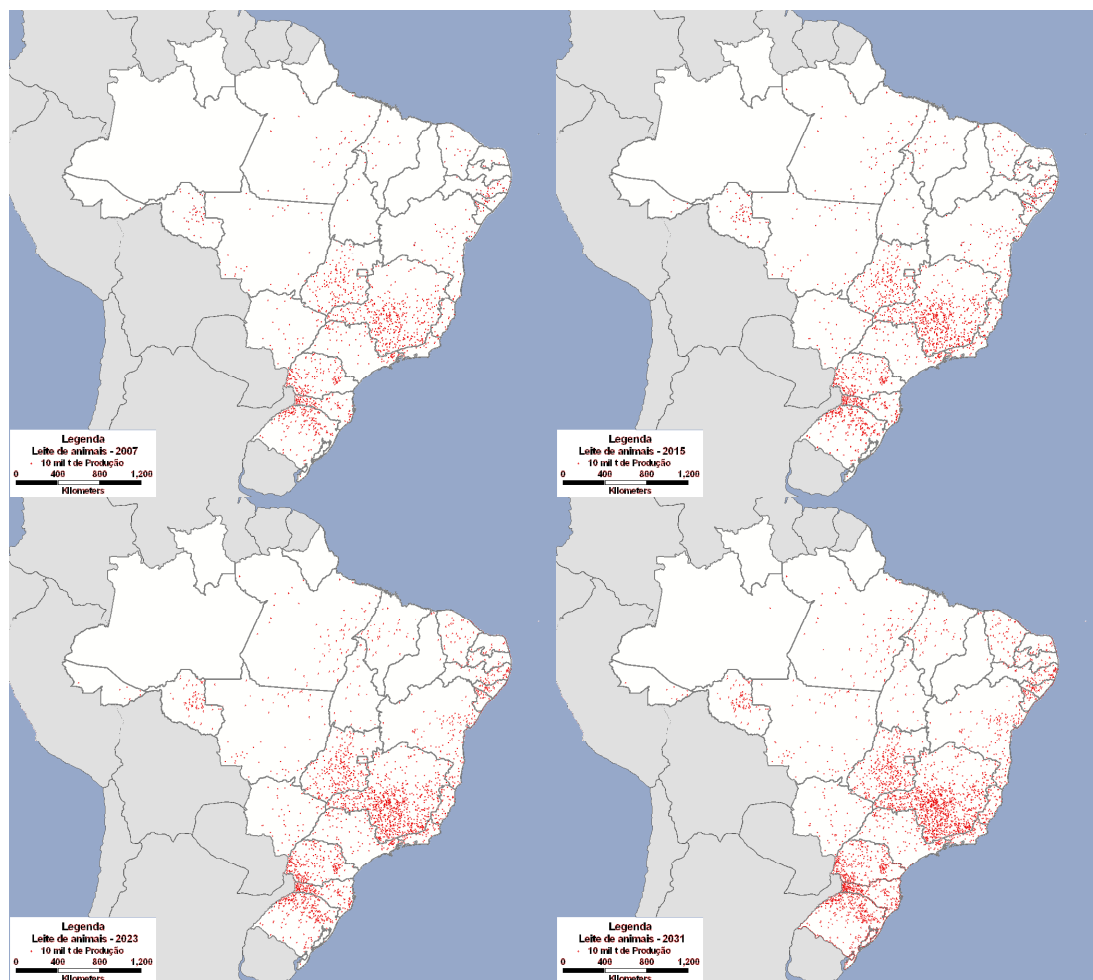 Legenda
Leite de animais - 2007
10 mil t de Produção
0 400 800 1,200
Kilometers
Legenda
Leite de animais - 2015
10 mil t de Produção
0 400 800 1,200
Kilometers
Legenda
Leite de animais - 2023
10 mil t de Produção
0 400 800 1,200
Kilometers
Legenda
Leite de animais - 2031
10 mil t de Produção
0 400 800 1,200
Kilometers